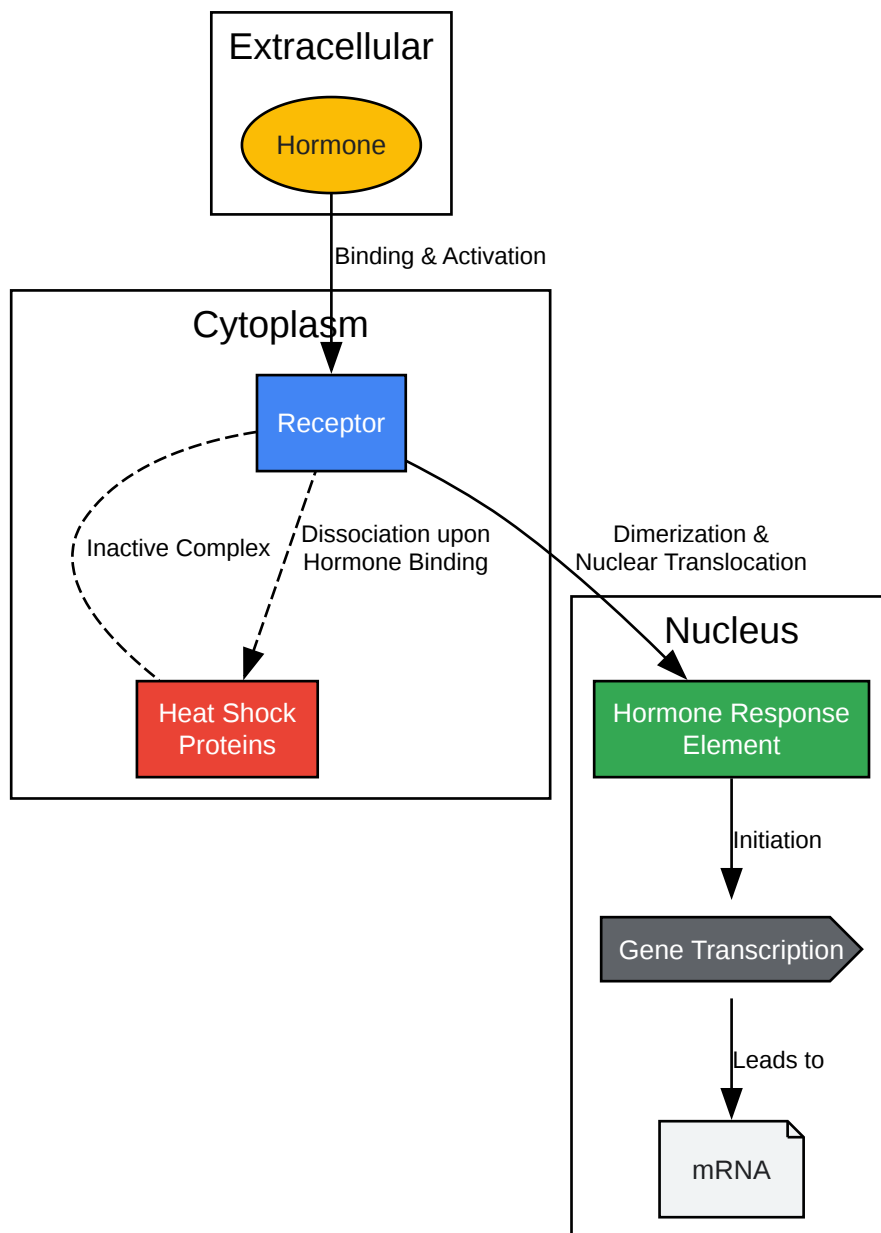 Extracellular
Hormone
Binding & Activation
Cytoplasm
Receptor
Inactive Complex
Dissociation upon
Hormone Binding
Dimerization &
Nuclear Translocation
Heat Shock
Proteins
Nucleus
Hormone Response
Element
Initiation
Gene Transcription
Leads to
mRNA